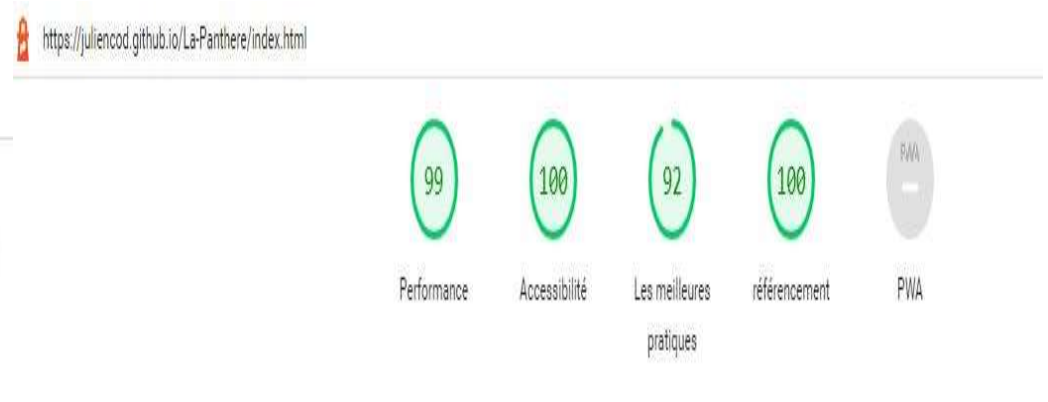 https://juliencod.github.io/La-Panthere/index.html
99 100 92 100 PWA
Performance Accessibilité Les meilleures référencement PWA
pratiques